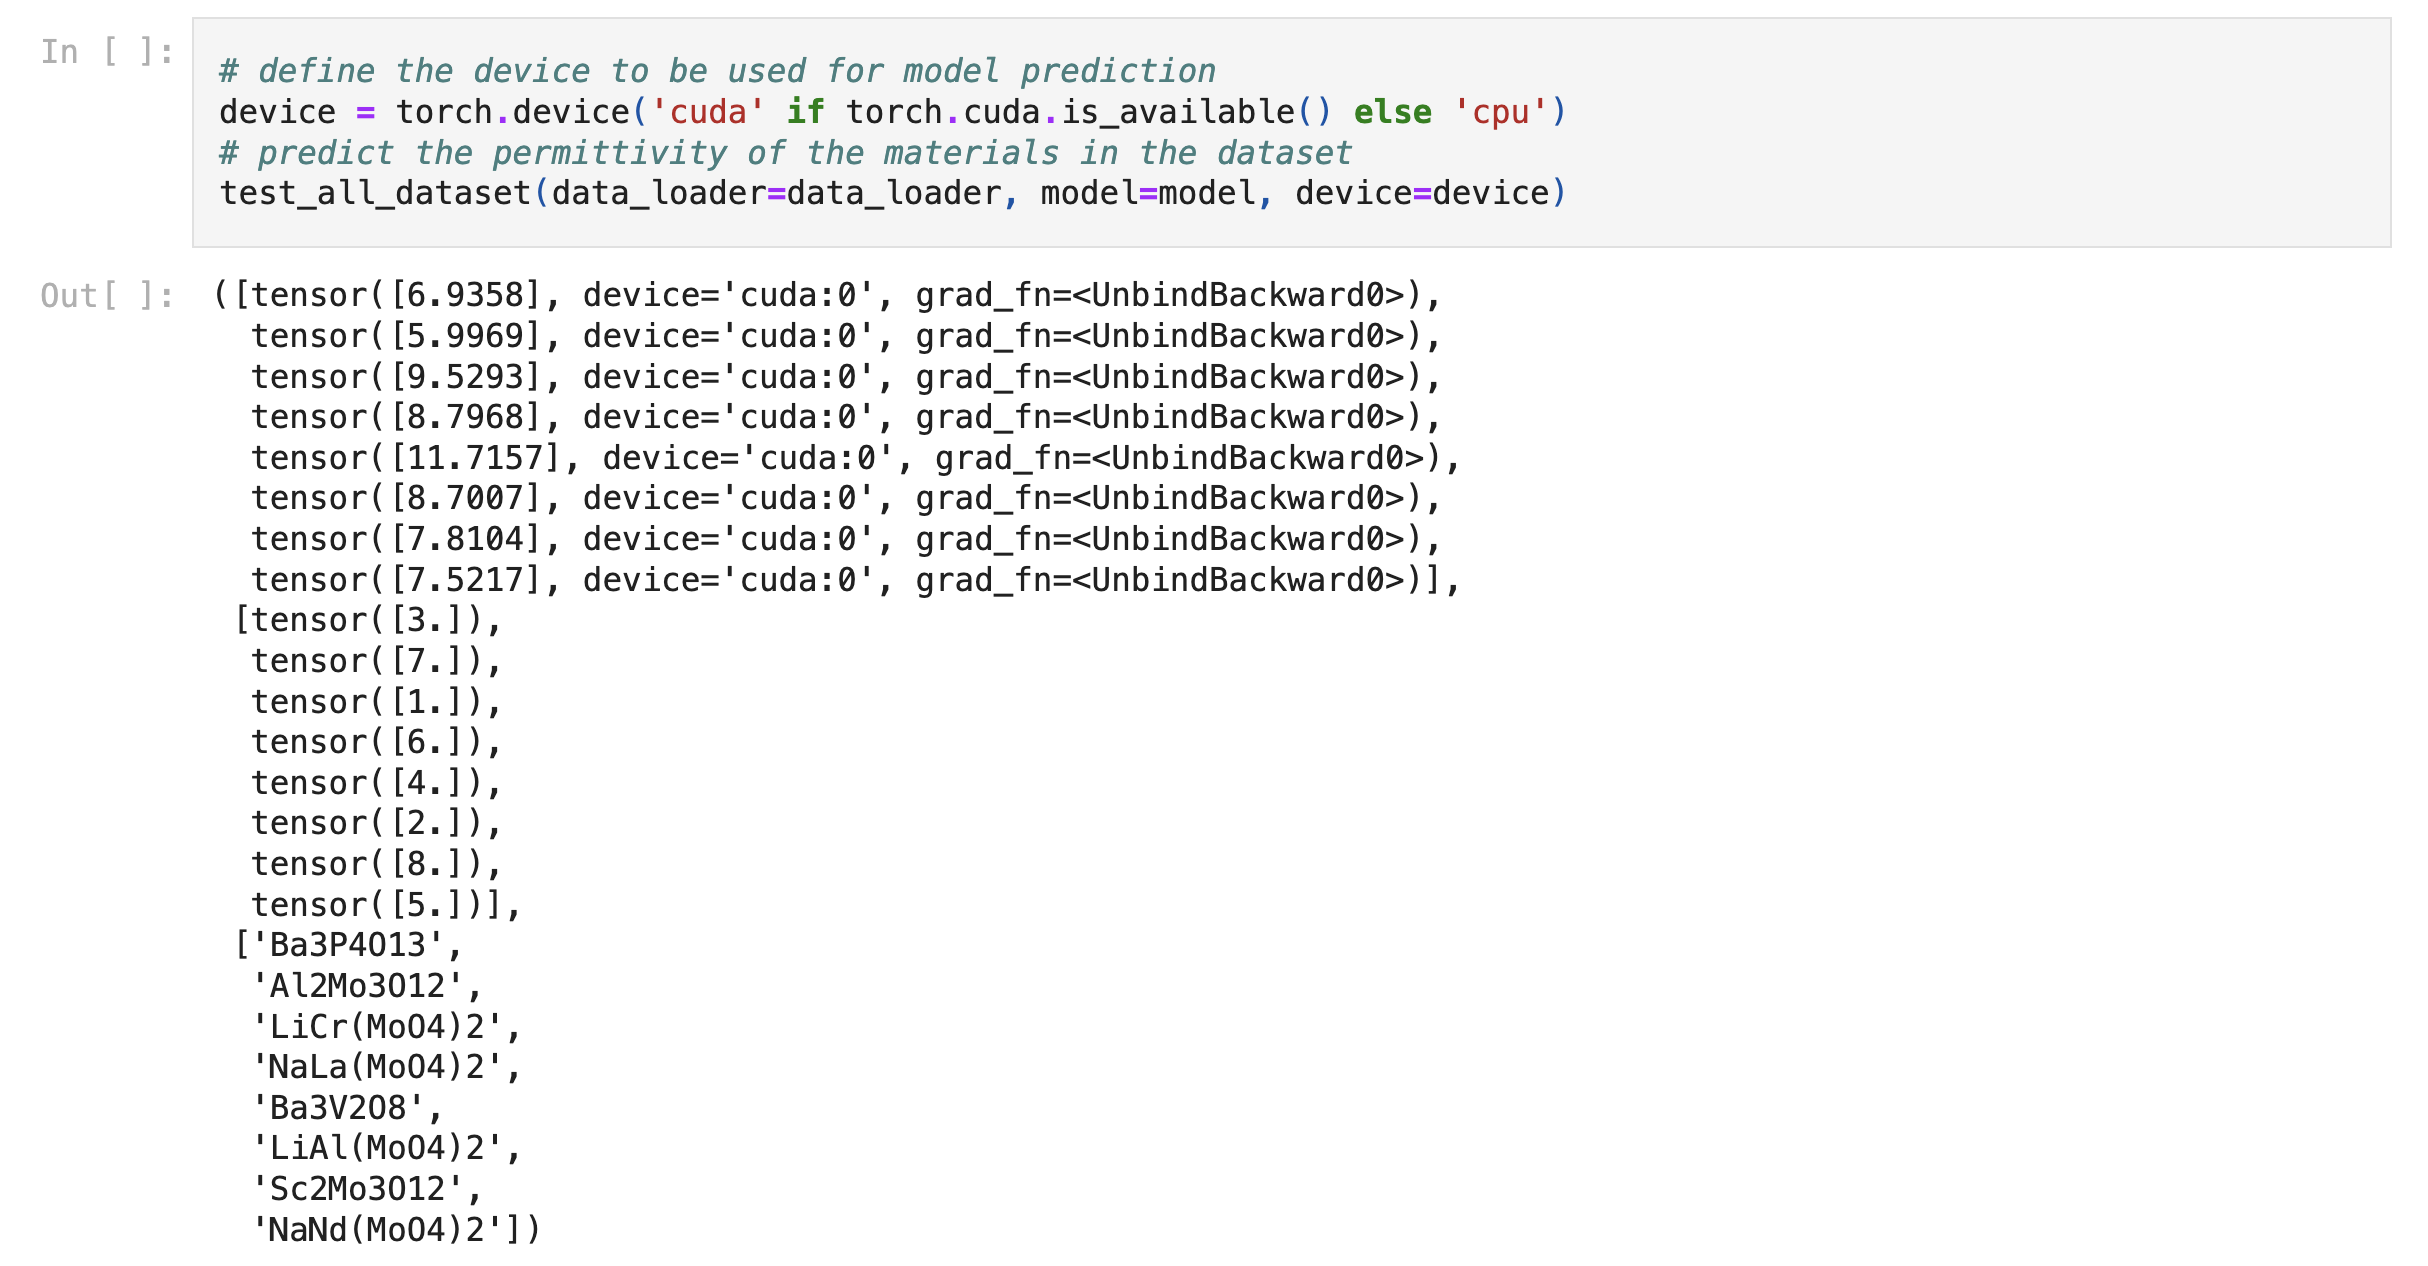 In [ ]:
# define the device to be used for model prediction
device = torch.device('cuda' if torch.cuda.is_available() else 'cpu')
# predict the permittivity of the materials in the dataset
test_all_dataset(data_loader=data_loader, model=model, device=device)
Out[ ]:
([tensor([6.9358], device='cuda:0', grad_fn=<UnbindBackward0>),
  tensor([5.9969], device='cuda:0', grad_fn=<UnbindBackward0>),
  tensor([9.5293], device='cuda:0', grad_fn=<UnbindBackward0>),
  tensor([8.7968], device='cuda:0', grad_fn=<UnbindBackward0>),
  tensor([11.7157], device='cuda:0', grad_fn=<UnbindBackward0>),
  tensor([8.7007], device='cuda:0', grad_fn=<UnbindBackward0>),
  tensor([7.8104], device='cuda:0', grad_fn=<UnbindBackward0>),
  tensor([7.5217], device='cuda:0', grad_fn=<UnbindBackward0>)],
 [tensor([3.]),
  tensor([7.]),
  tensor([1.]),
  tensor([6.]),
  tensor([4.]),
  tensor([2.]),
  tensor([8.]),
  tensor([5.])],
 ['Ba3P4O13',
  'Al2Mo3O12',
  'LiCr(MoO4)2',
  'NaLa(MoO4)2',
  'Ba3V2O8',
  'LiAl(MoO4)2',
  'Sc2Mo3O12',
  'NaNd(MoO4)2'])